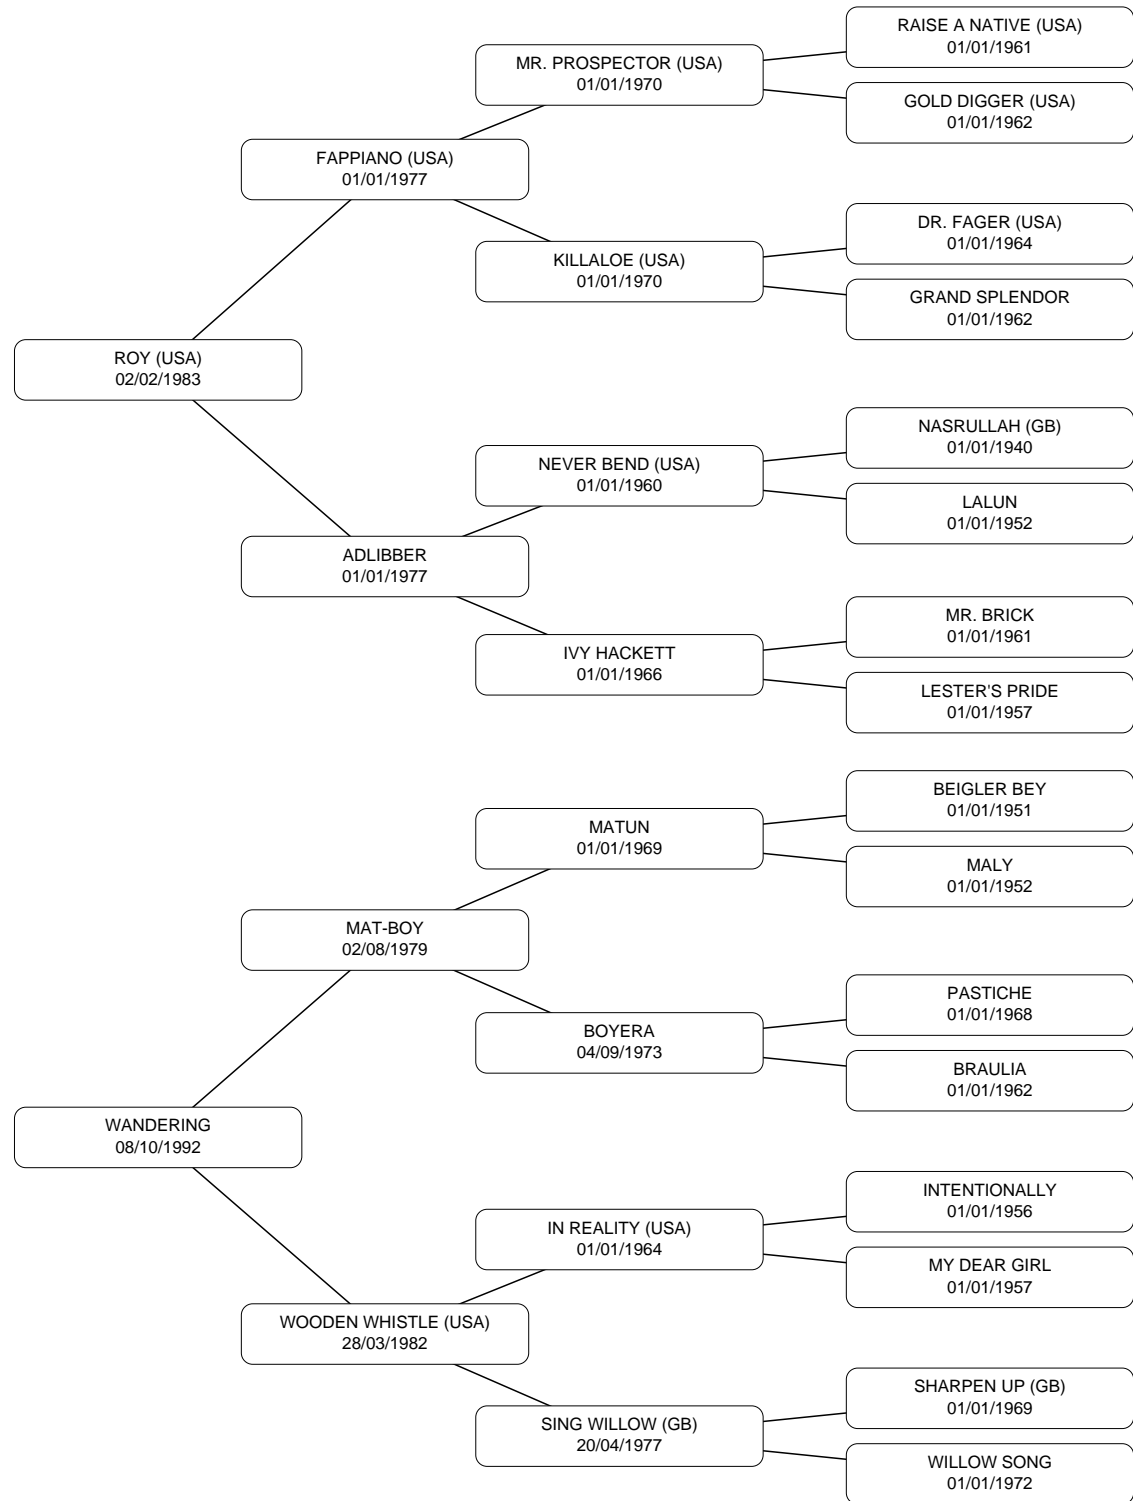 RAISE A NATIVE (USA)
01/01/1961
MR. PROSPECTOR (USA)
01/01/1970
GOLD DIGGER (USA)
01/01/1962
FAPPIANO (USA)
01/01/1977
DR. FAGER (USA)
01/01/1964
KILLALOE (USA)
01/01/1970
GRAND SPLENDOR
01/01/1962
ROY (USA)
02/02/1983
NASRULLAH (GB)
01/01/1940
NEVER BEND (USA)
01/01/1960
LALUN
01/01/1952
ADLIBBER
01/01/1977
MR. BRICK
01/01/1961
IVY HACKETT
01/01/1966
LESTER'S PRIDE
01/01/1957
BEIGLER BEY
01/01/1951
MATUN
01/01/1969
MALY
01/01/1952
MAT-BOY
02/08/1979
PASTICHE
01/01/1968
BOYERA
04/09/1973
BRAULIA
01/01/1962
WANDERING
08/10/1992
INTENTIONALLY
01/01/1956
IN REALITY (USA)
01/01/1964
MY DEAR GIRL
01/01/1957
WOODEN WHISTLE (USA)
28/03/1982
SHARPEN UP (GB)
01/01/1969
SING WILLOW (GB)
20/04/1977
WILLOW SONG
01/01/1972